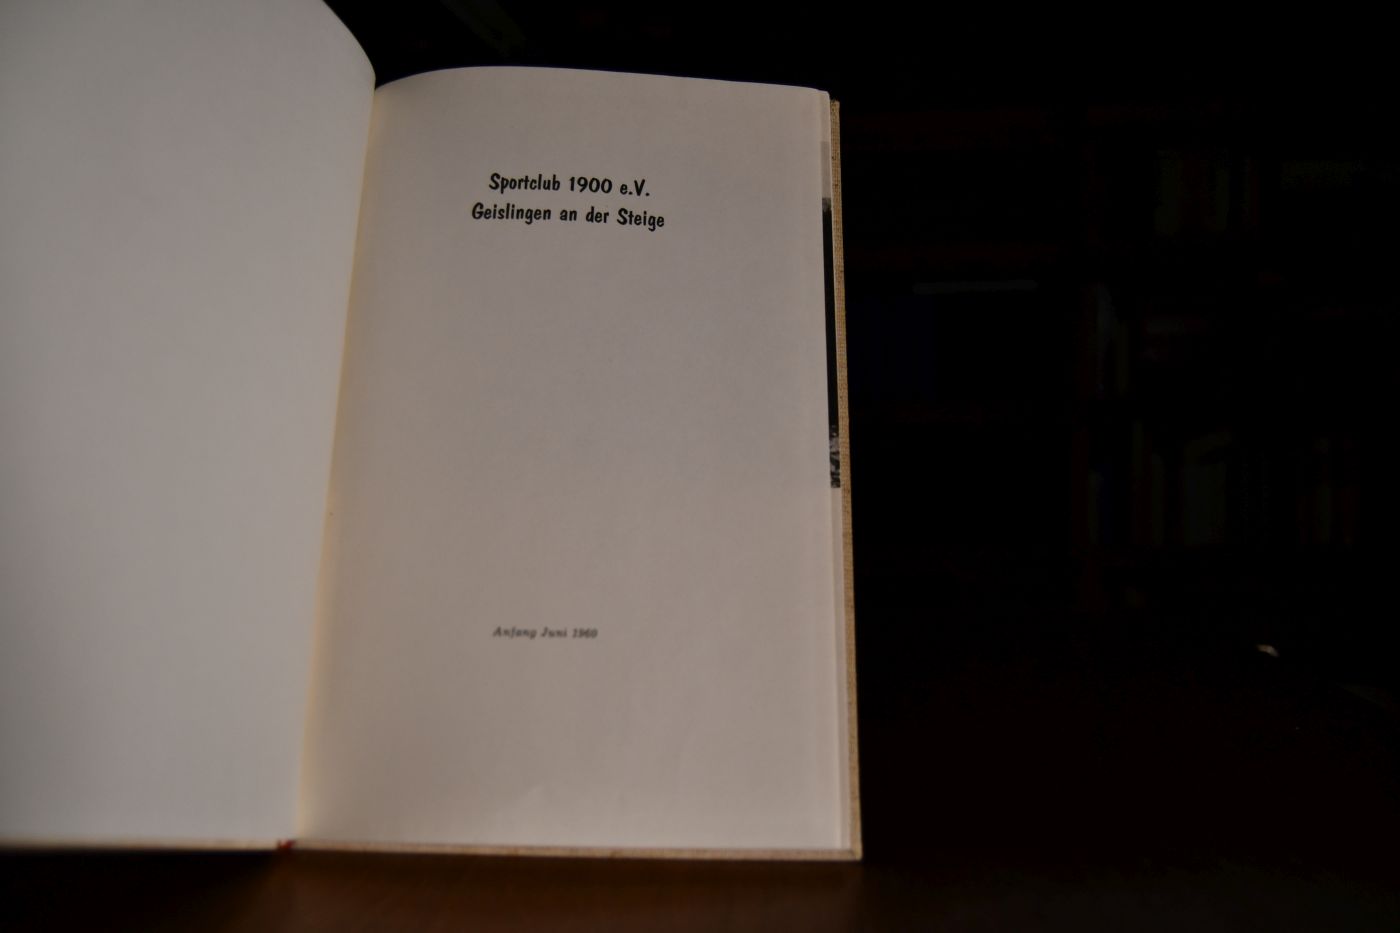 Sportclub 1900 e.V.
Geislingen an der Steige
Anfang Juni 1960